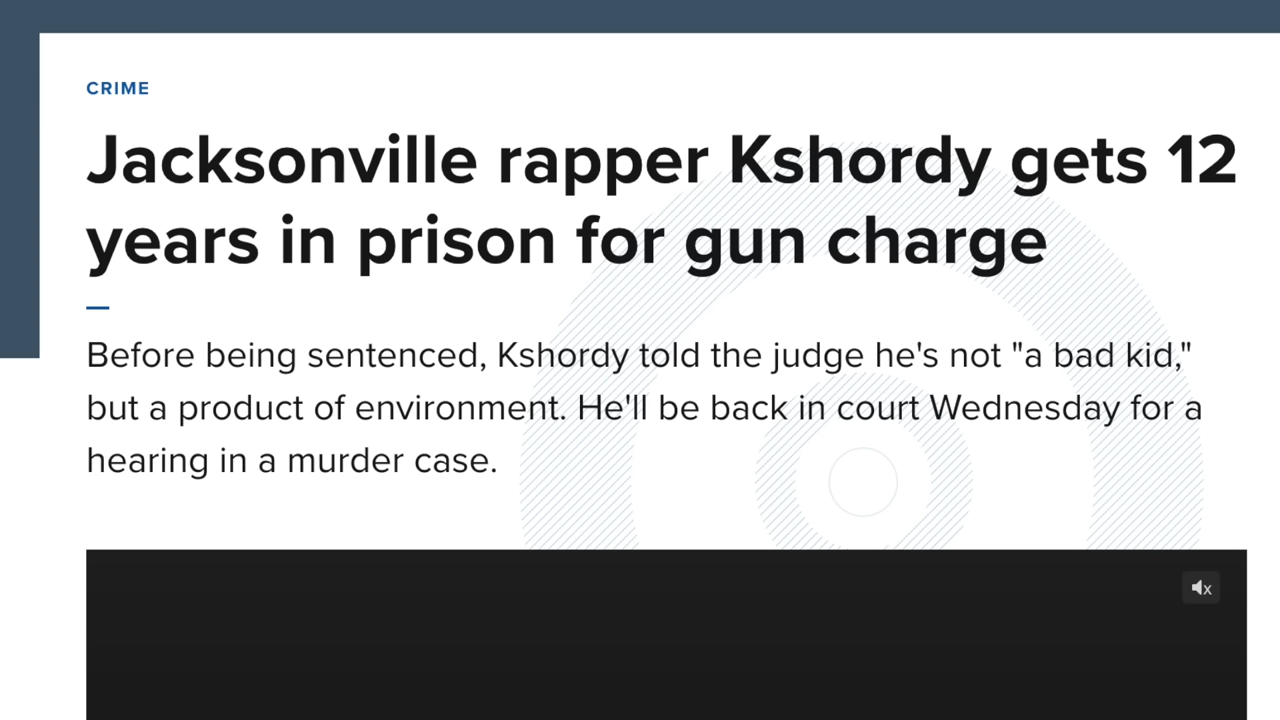 CRIME
Jacksonville rapper Kshordy gets 12
years in prison for gun charge
Before being sentenced, Kshordy told the judge he's not "a bad kid,"
but a product of environment. He'll be back in court Wednesday for a
hearing in a murder case.